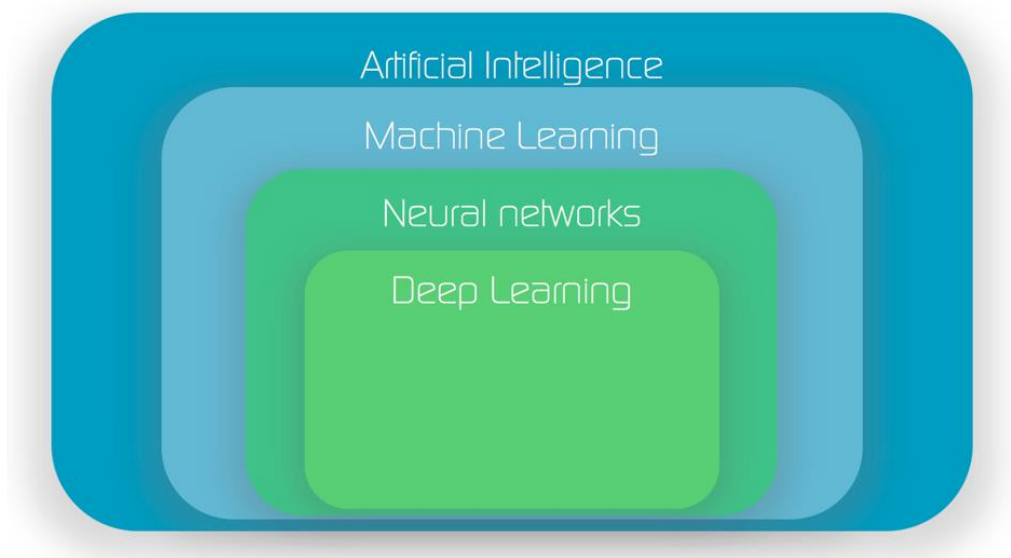 Artificial Intelligence
Machine Learning
Neural networks
Deep Learning